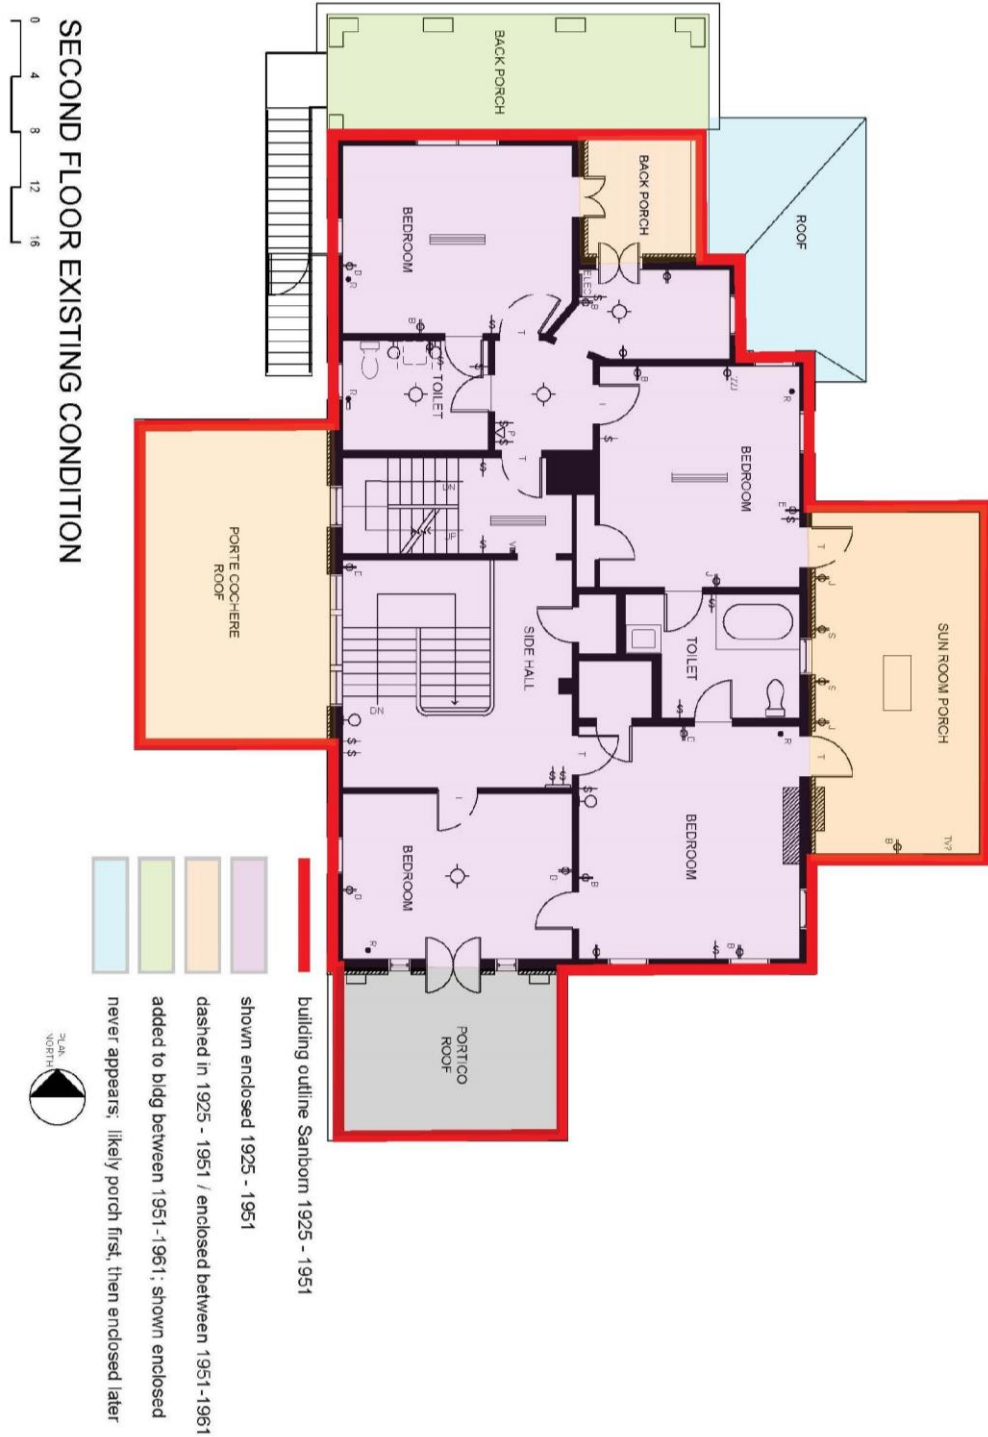 BACK PORCH
BACK PORCH
ROOF
BEDROOM
ELEC
TOILET
BEDROOM
DN
UP
PORTE COCHERE
ROOF
SIDE HALL
DN
TOILET
SUN ROOM PORCH
TV?
BEDROOM
BEDROOM
PORTICO
ROOF
SECOND FLOOR EXISTING CONDITION
0 4 8 12 16
building outline Sanborn 1925 - 1951
shown enclosed 1925 - 1951
dashed in 1925 - 1951 / enclosed between 1951-1961
added to bldg between 1951-1961; shown enclosed
never appears; likely porch first, then enclosed later
PLAN
NORTH